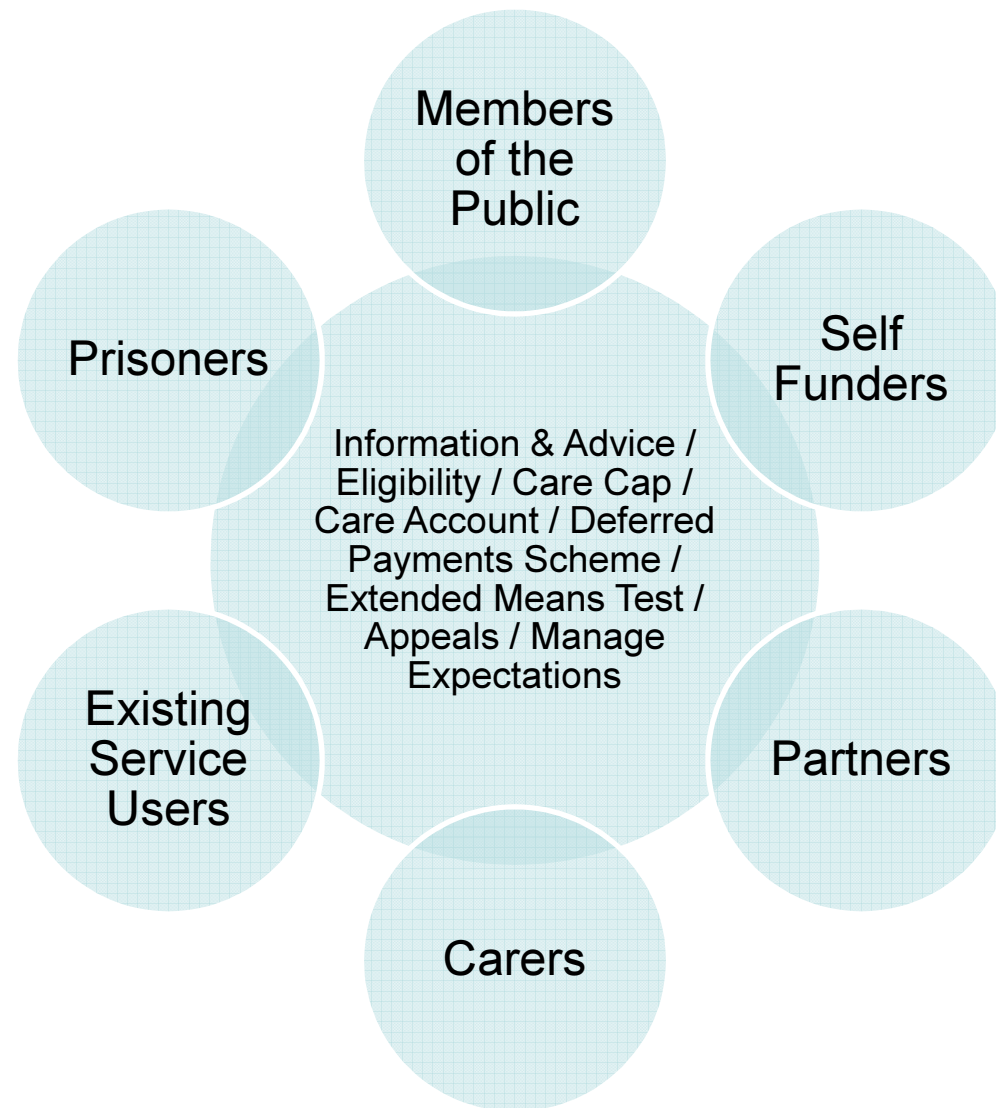 Members
of the
Public
Prisoners
Self
Funders
Information & Advice /
Eligibility / Care Cap /
Care Account / Deferred
Payments Scheme /
Extended Means Test /
Appeals / Manage
Expectations
Existing
Service
Users
Partners
Carers